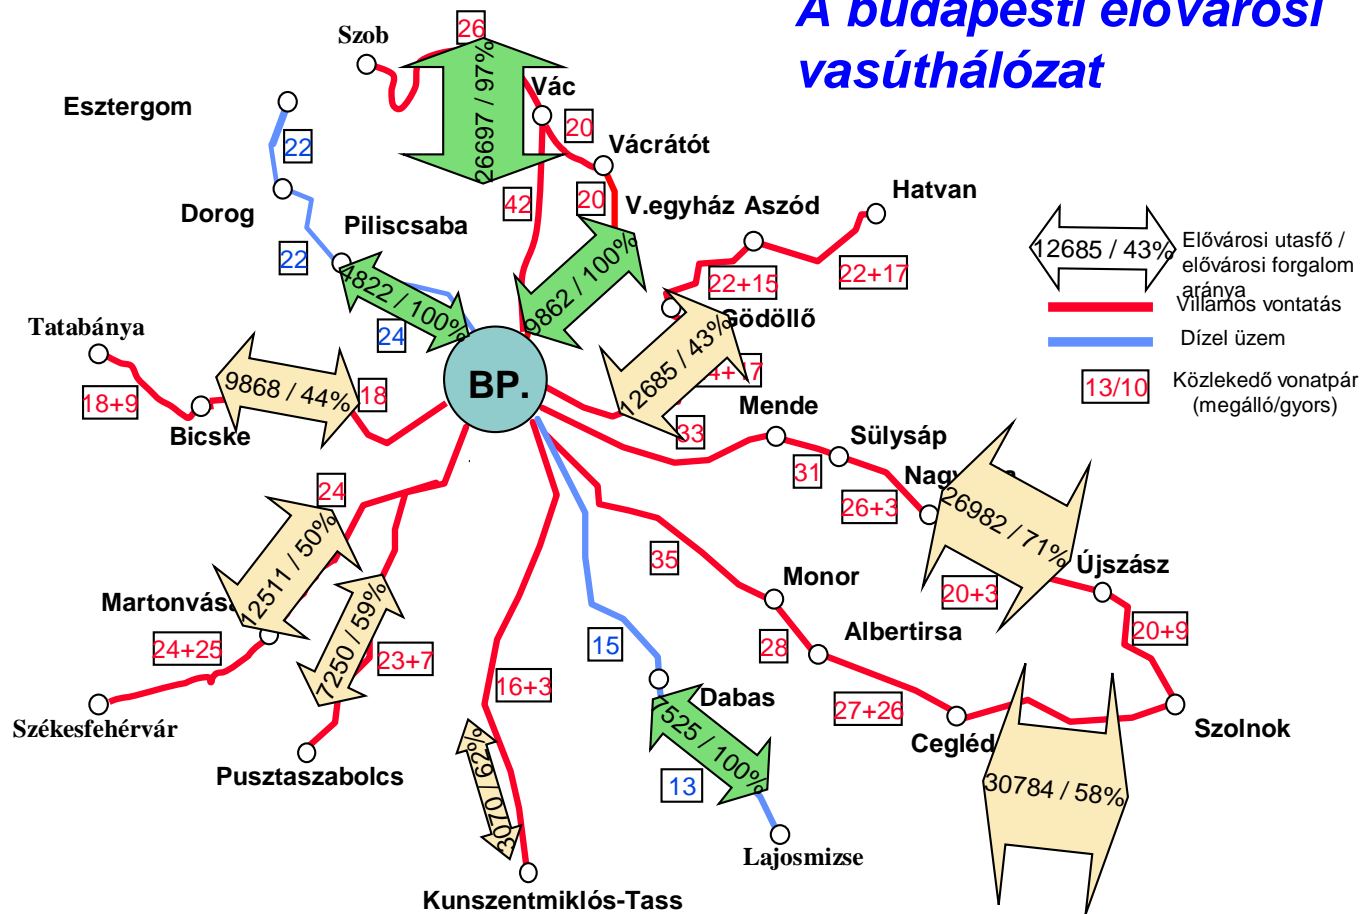 A budapesti elővárosi
vasúthálózat
26
Szob
26697 / 97%
Vác
Esztergom
20
22
Vácrátót
42
20
Hatvan
Dorog
V.egyház
Aszód
Piliscsaba
12685 / 43%
Elővárosi utasfő /
elővárosi forgalom
aránya
22
4822 / 100%
9862 / 100%
22+15
22+17
Villamos vontatás
Tatabánya
24
Gödöllő
Dízel üzem
12685 / 43%
BP.
9868 / 44%
18
18+9
13/10
Közlekedő vonatpár
(megálló/gyors)
Mende
Bicske
33
Sülysáp
31
24
26+3
26982 / 71%
12511 / 50%
35
Újszász
Monor
20+3
7250 / 59%
20+9
24+25
23+7
15
28
Albertirsa
16+3
Dabas
27+26
Székesfehérvár
7525 / 100%
Cegléd
Szolnok
Pusztaszabolcs
3070 / 62%
13
30784 / 58%
Lajosmizse
Kunszentmiklós-Tass